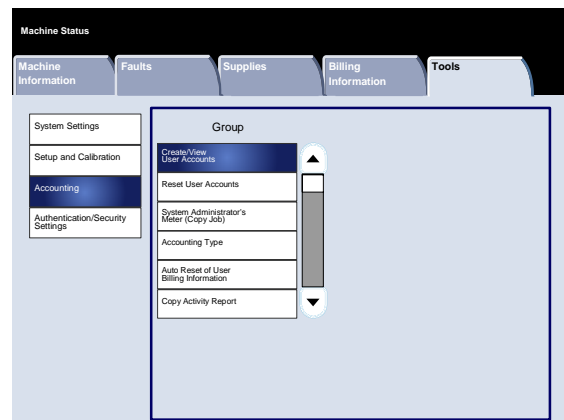 Machine Status
Machine
Information
Faults
Supplies
Billing
Information
Tools
System Settings
Setup and Calibration
Accounting
Authentication/Security
Settings
Group
Create/View
User Accounts
Reset User Accounts
System Administrator's
Meter (Copy Job)
Accounting Type
Auto Reset of User
Billing Information
Copy Activity Report